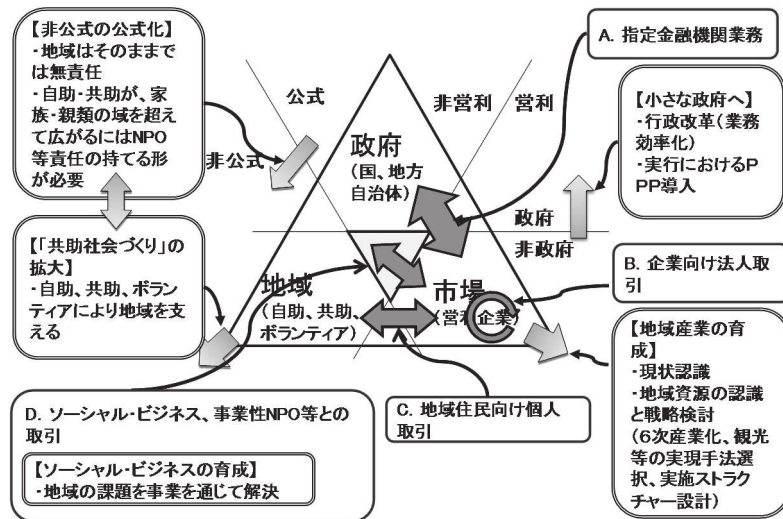 【非公式の公式化】
・地域はそのままで
は無責任
・自助・共助が、家
族・親類の域を超え
て広がるにはNPO
等責任の持てる形
が必要
【「共助社会づくり」の
拡大】
・自助、共助、ボラン
ティアにより地域を支
える
公式
非公式
非営利
営利
政府
(国、地方
自治体)
政府
非政府
地域
(自助、共助、
ボランティア)
市場
(営利企業)
A. 指定金融機関業務
【小さな政府へ】
・行政改革(業務
効率化)
・実行におけるP
PP導入
B. 企業向け法人取
引
【地域産業の育
成】
・現状認識
・地域資源の認識
と戦略検討
(6次産業化、観光
等の実現手法選
択、実施ストラク
チャー設計)
C. 地域住民向け個人
取引
D. ソーシャル・ビジネス、事業性NPO等との
取引
【ソーシャル・ビジネスの育成】
・地域の課題を事業を通じて解決